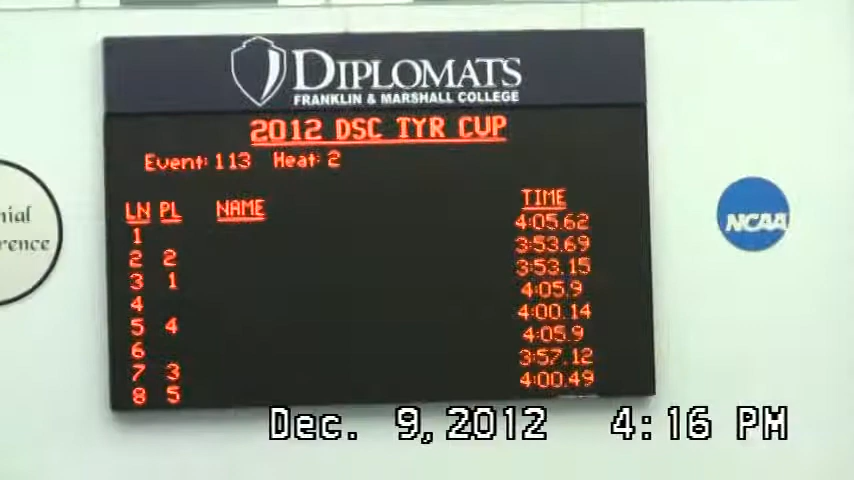 DIPLOMATS
FRANKLIN & MARSHALL COLLEGE
2012 DSC TYR CUP
Event: 113 Heat: 2
LN PL NAME TIME
1 4:05.62
2 2 3:53.69
3 1 3:53.15
4 4:05.9
5 4 4:00.14
6 4:05.9
7 3 3:57.12
8 5 4:00.49
nial
rence
NCAA
Dec. 9, 2012 4:16 PM